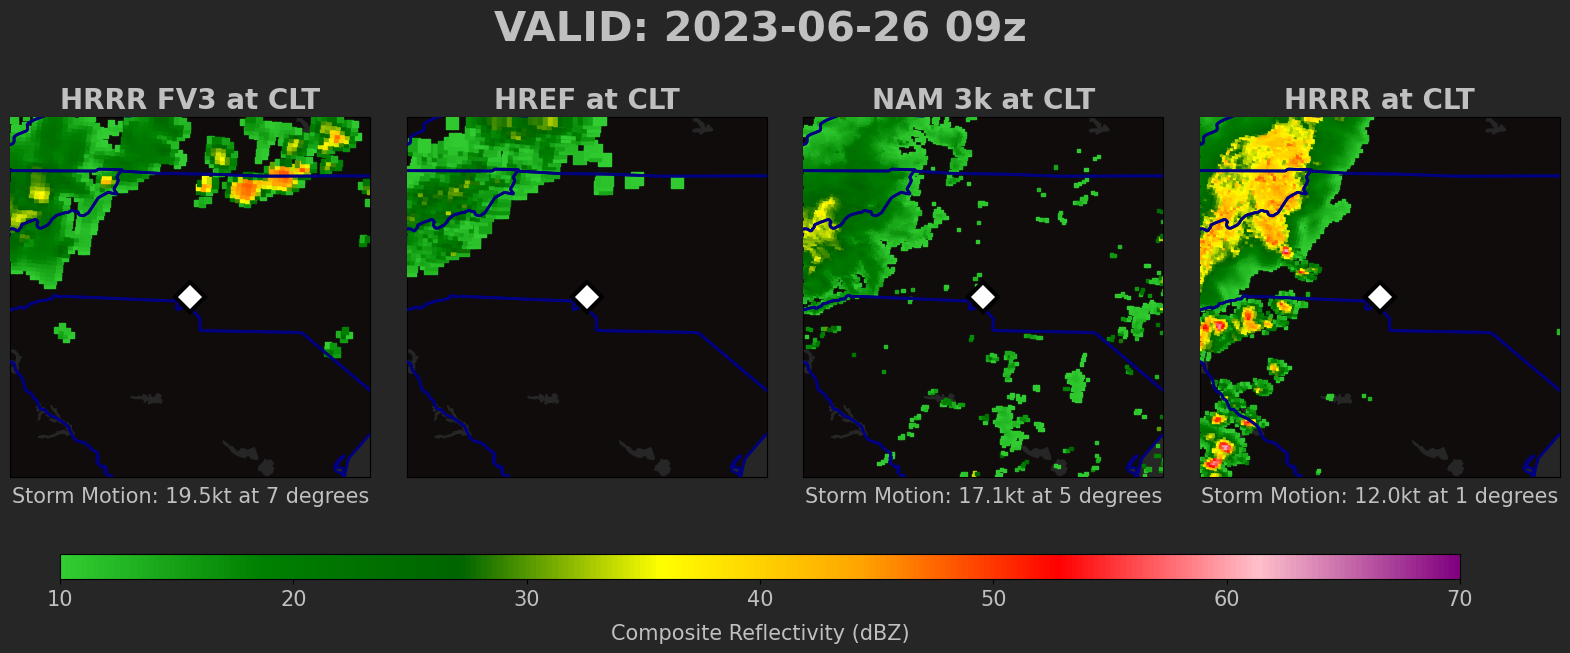 VALID: 2023-06-26 09z
HRRR FV3 at CLT
HREF at CLT
NAM 3k at CLT
HRRR at CLT
Storm Motion: 19.5kt at 7 degrees
Storm Motion: 17.1kt at 5 degrees
Storm Motion: 12.0kt at 1 degrees
10 20 30 40 50 60 70
Composite Reflectivity (dBZ)